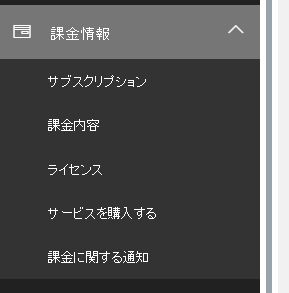 課金情報
サブスクリプション
課金内容
ライセンス
サービスを購入する
課金に関する通知